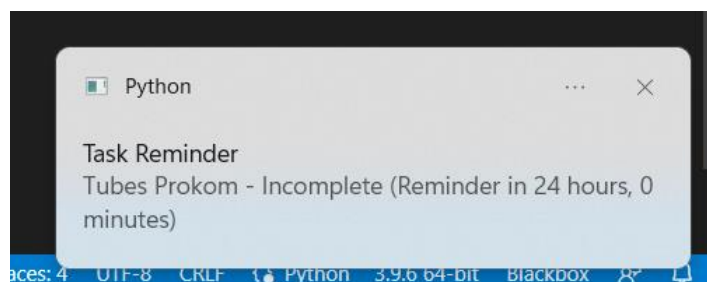 Python
Task Reminder
Tubes Prokom - Incomplete (Reminder in 24 hours, 0
minutes)
aces: 4 UTF-8 CRLF Python 3.9.6 64-bit Blackbox